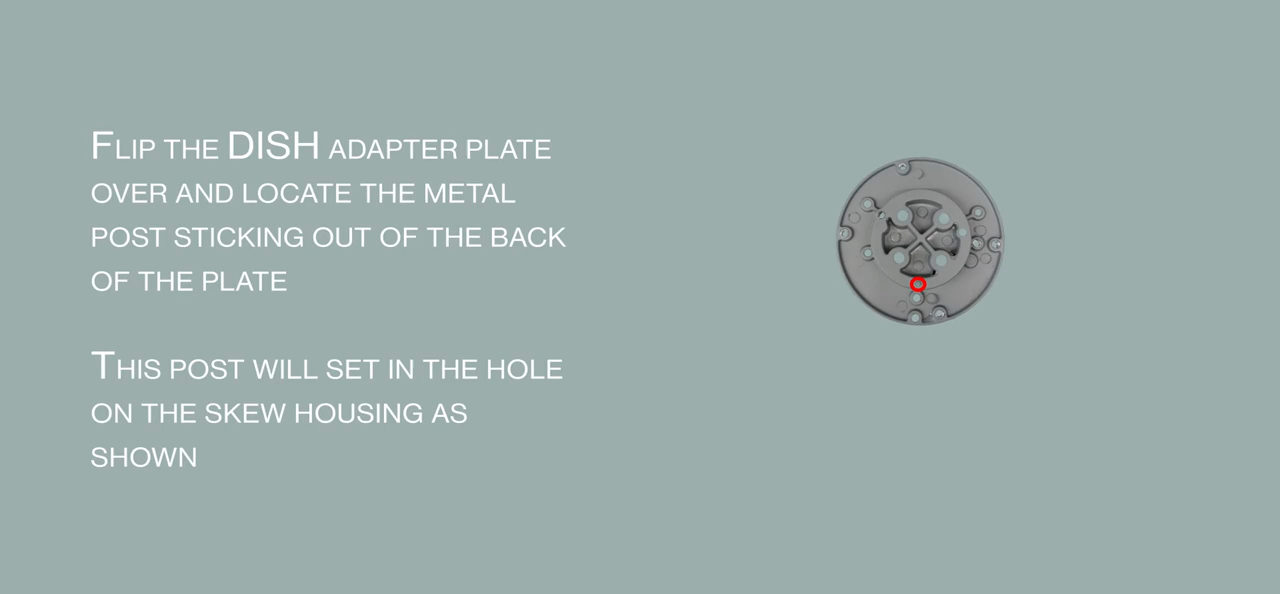 Flip the DISH adapter plate
over and locate the metal
post sticking out of the back
of the plate
This post will set in the hole
on the skew housing as
shown